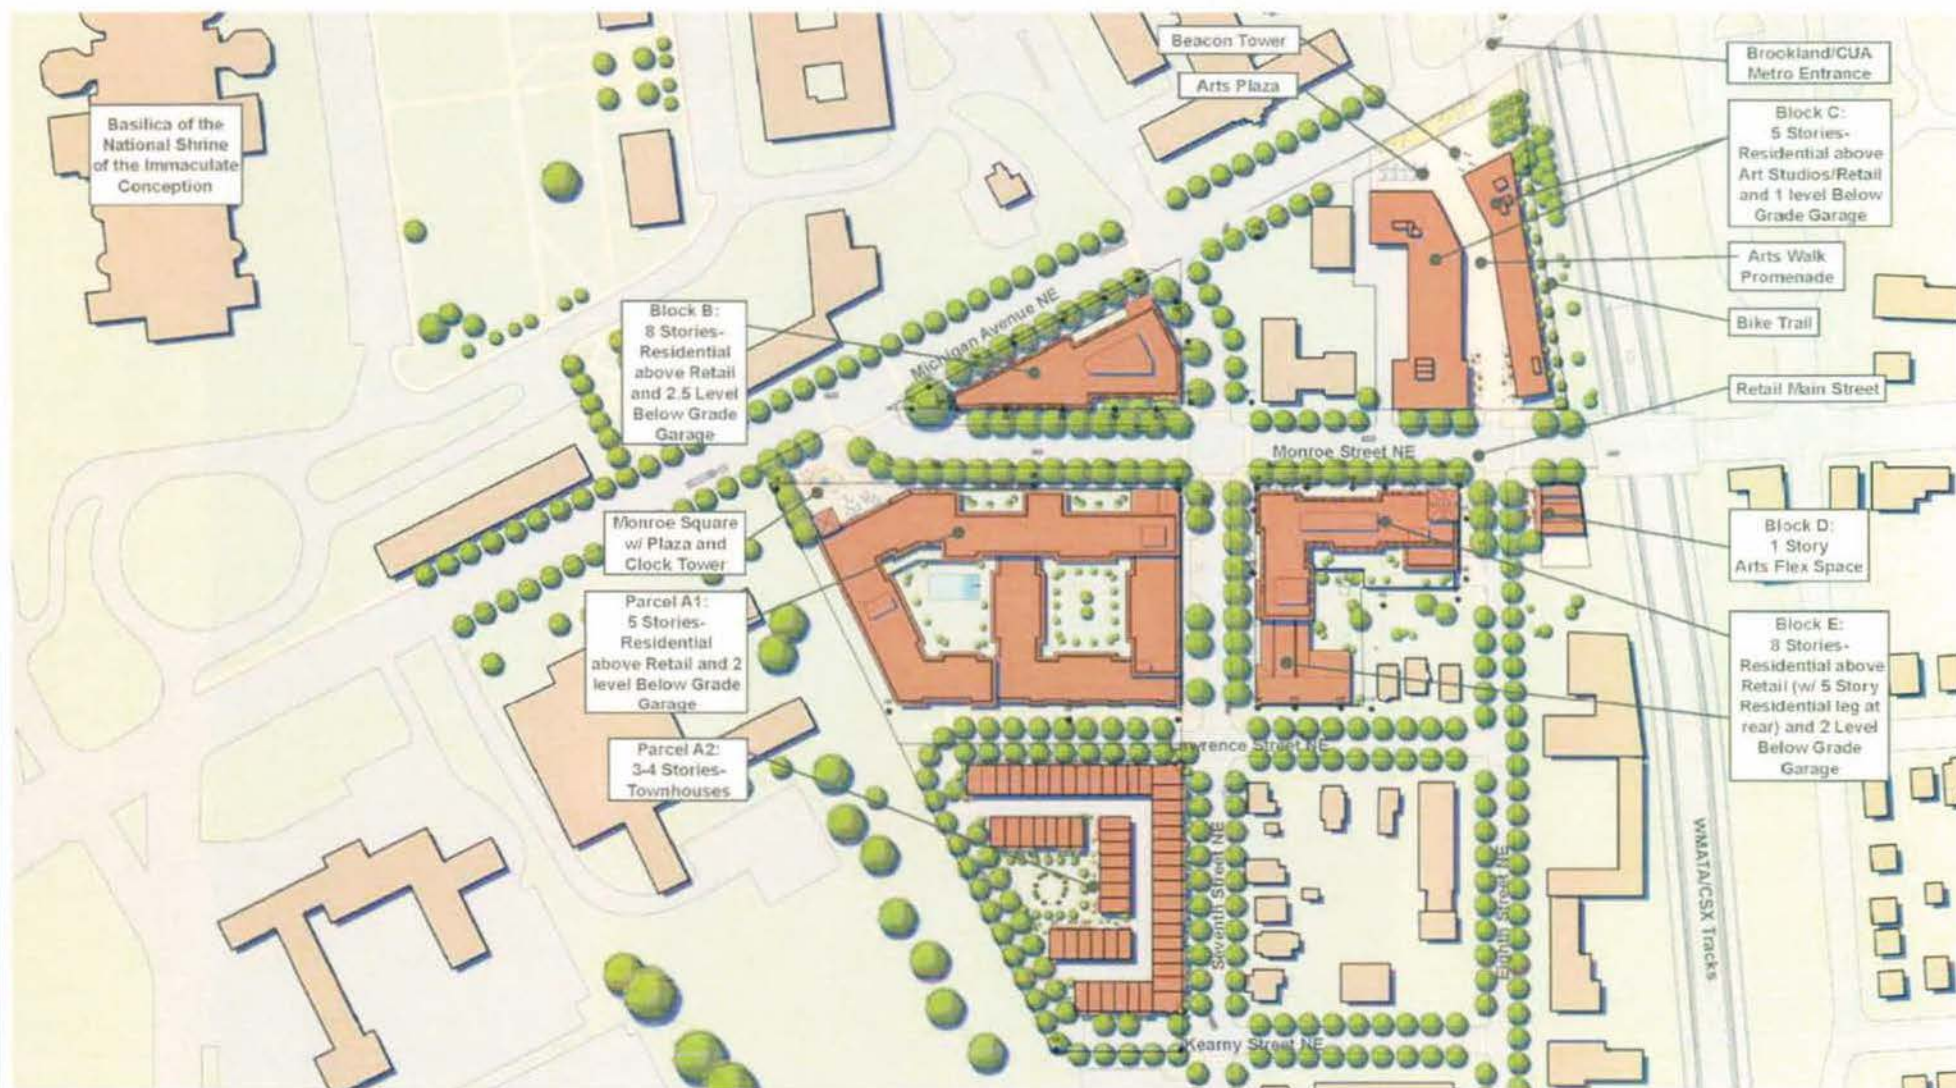 Beacon Tower
Arts Plaza
Brookland/CUA
Metro Entrance
Basilica of the
National Shrine
of the Immaculate
Conception
Block C:
5 Stories-
Residential above
Art Studios/Retail
and 1 level Below
Grade Garage
Arts Walk
Promenade
Bike Trail
Block B:
8 Stories-
Residential
above Retail
and 2.5 Level
Below Grade
Garage
Michigan Avenue NE
Retail Main Street
Monroe Street NE
Monroe Square
w/ Plaza and
Clock Tower
Block D:
1 Story
Arts Flex Space
Parcel A1:
5 Stories-
Residential
above Retail and 2
level Below Grade
Garage
Block E:
8 Stories-
Residential above
Retail (w/ 5 Story
Residential leg at
rear) and 2 Level
Below Grade
Garage
Parcel A2:
3-4 Stories-
Townhouses
Lawrence Street NE
Seventh Street NE
Eighth Street NE
WMATA/CSX Tracks
Kearny Street NE